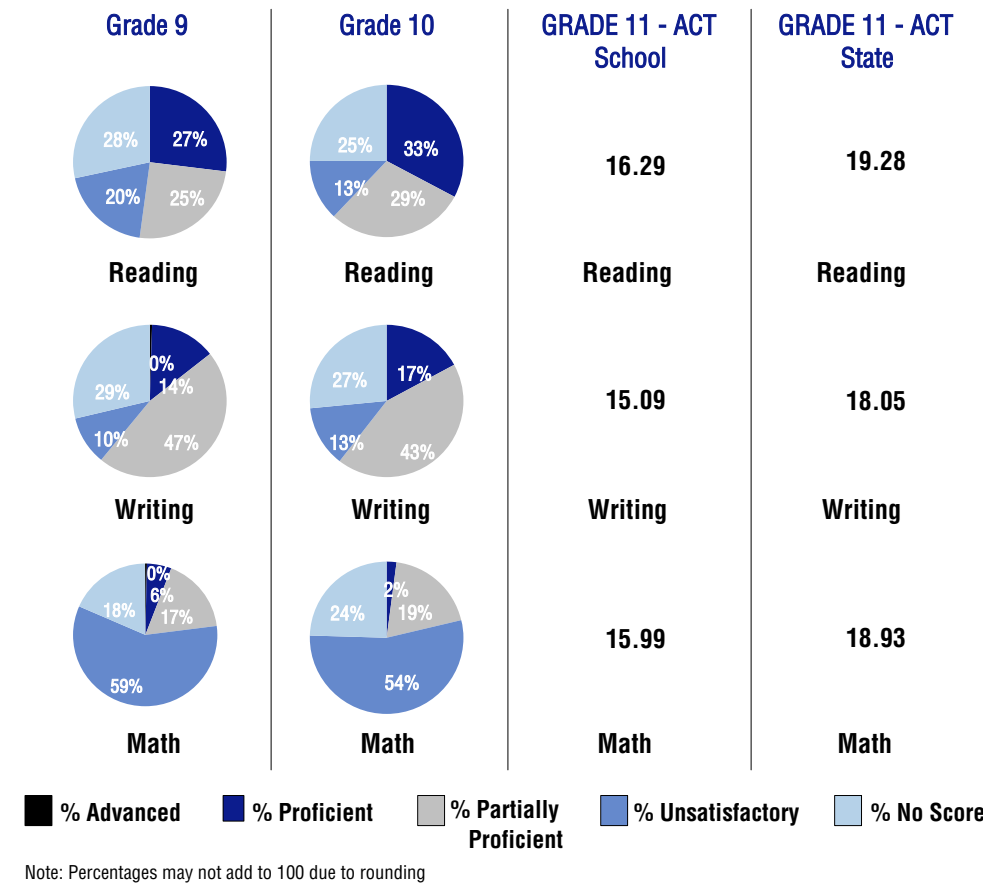 Grade 9
Grade 10
GRADE 11 - ACT
School
GRADE 11 - ACT
State
28%
27%
20%
25%
25%
33%
13%
29%
16.29
19.28
Reading
Reading
Reading
Reading
0%
14%
29%
10%
47%
27%
17%
13%
43%
15.09
18.05
Writing
Writing
Writing
Writing
0%
6%
18%
17%
59%
2%
24%
19%
54%
15.99
18.93
Math
Math
Math
Math
% Advanced
% Proficient
% Partially
Proficient
% Unsatisfactory
% No Score
Note: Percentages may not add to 100 due to rounding